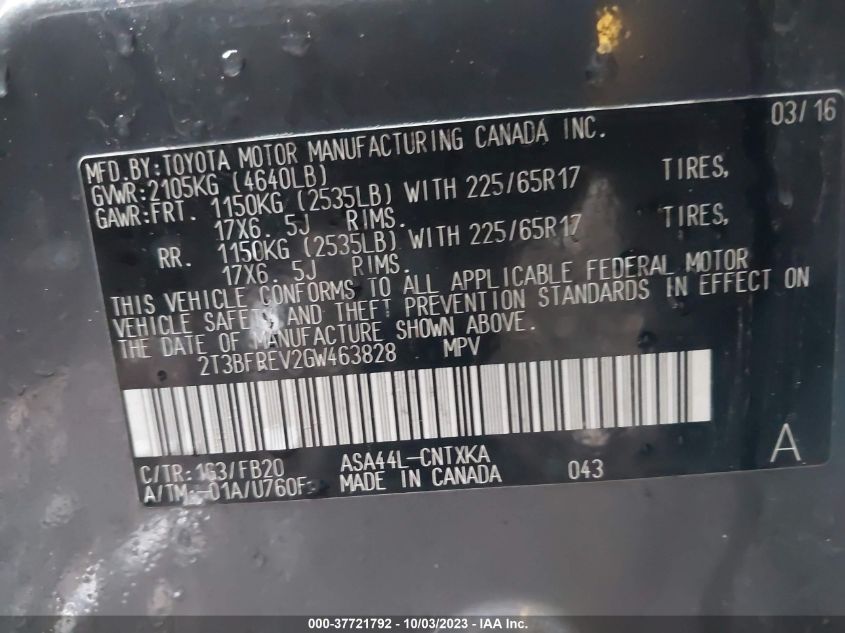 03/16
MFD.BY:TOYOTA MOTOR MANUFACTURING CANADA INC.
GVWR:2105KG (4640LB)
GAWR:FRT. 1150KG (2535LB) WITH 225/65R17 TIRES,
17X6. 5J RIMS.
RR. 1150KG (2535LB) WITH 225/65R17 TIRES,
17X6. 5J RIMS.
THIS VEHICLE CONFORMS TO ALL APPLICABLE FEDERAL MOTOR
VEHICLE SAFETY AND THEFT PREVENTION STANDARDS IN EFFECT ON
THE DATE OF MANUFACTURE SHOWN ABOVE.
2T3BFREV2GW463828 MPV
C/TR:1G3/FB20 ASA44L-CNTXKA
A/TM:-01A/U760F- MADE IN CANADA 043 A
000-37721792 - 10/03/2023 - IAA Inc.